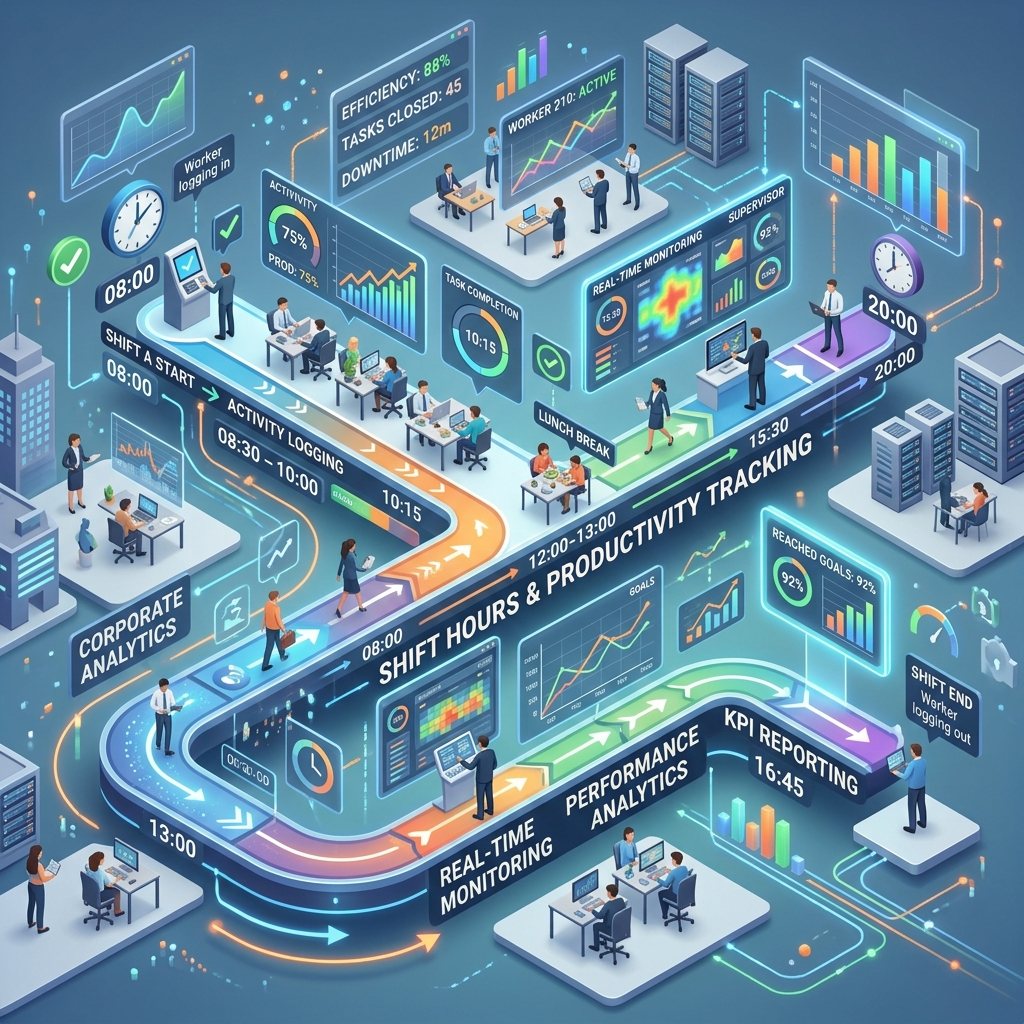 EFFICIENCY: 88%
TASKS CLOSED: 45
DOWNTIME: 12m
WORKER 210: ACTIVE
Worker
logging in
ACTIVIVITY
75%
PROD: 75%
08:00
SHIFT A START
08:00
TASK COMPLETION
10:15
REAL-TIME MONITORING
SUPERVISOR
20:00
20:00
ACTIVITY LOGGING
08:30 – 10:00
10:15
LUNCH BREAK
15:30
12:00-13:00
08:00
SHIFT HOURS & PRODUCTIVITY TRACKING
CORPORATE
ANALYTICS
GOALS
REACHED GOALS: 92%
92%
SHIFT END
Worker
logging out
13:00
REAL-TIME
MONITORING
PERFORMANCE
ANALYTICS
KPI REPORTING
16:45